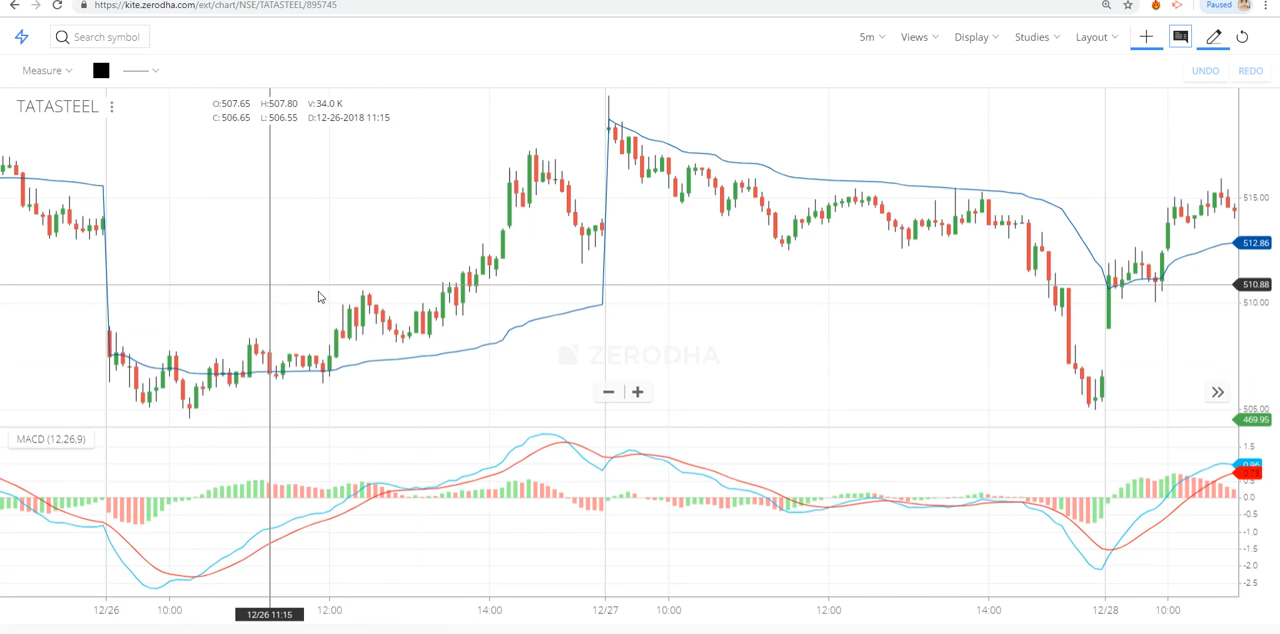 https://kite.zerodha.com/ext/chart/NSE/TATASTEEL/895745
Paused
Search symbol
5m Views Display Studies Layout
Measure
UNDO REDO
TATASTEEL
O:507.65 H:507.80 V:34.0 K
C:506.65 L:506.55 D:12-26-2018 11:15
515.00
512.86
510.88
510.00
ZERODHA
505.00
469.95
MACD (12,26,9)
1.5
0.96
0.73
0.5
0.0
-0.5
-1.0
-1.5
-2.0
-2.5
12/26 10:00 12/26 11:15 12:00 14:00 12/27 10:00 12:00 14:00 12/28 10:00